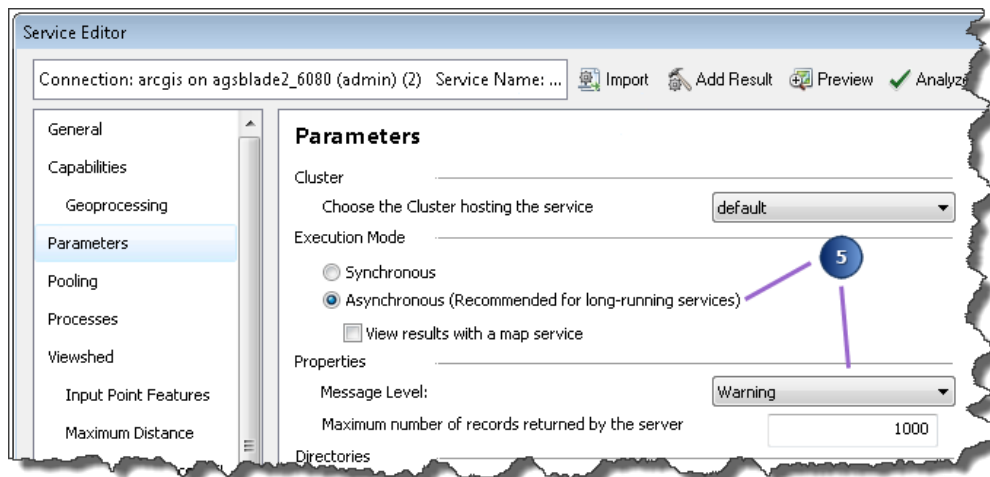 Service Editor
Connection: arcgis on agsblade2_6080 (admin) (2) Service Name: ... Import Add Result Preview Analyze
General
Capabilities
Geoprocessing
Parameters
Pooling
Processes
Viewshed
Input Point Features
Maximum Distance
Parameters
Cluster
Choose the Cluster hosting the service default
Execution Mode
Synchronous
5
Asynchronous (Recommended for long-running services)
View results with a map service
Properties
Message Level: Warning
Maximum number of records returned by the server 1000
Directories